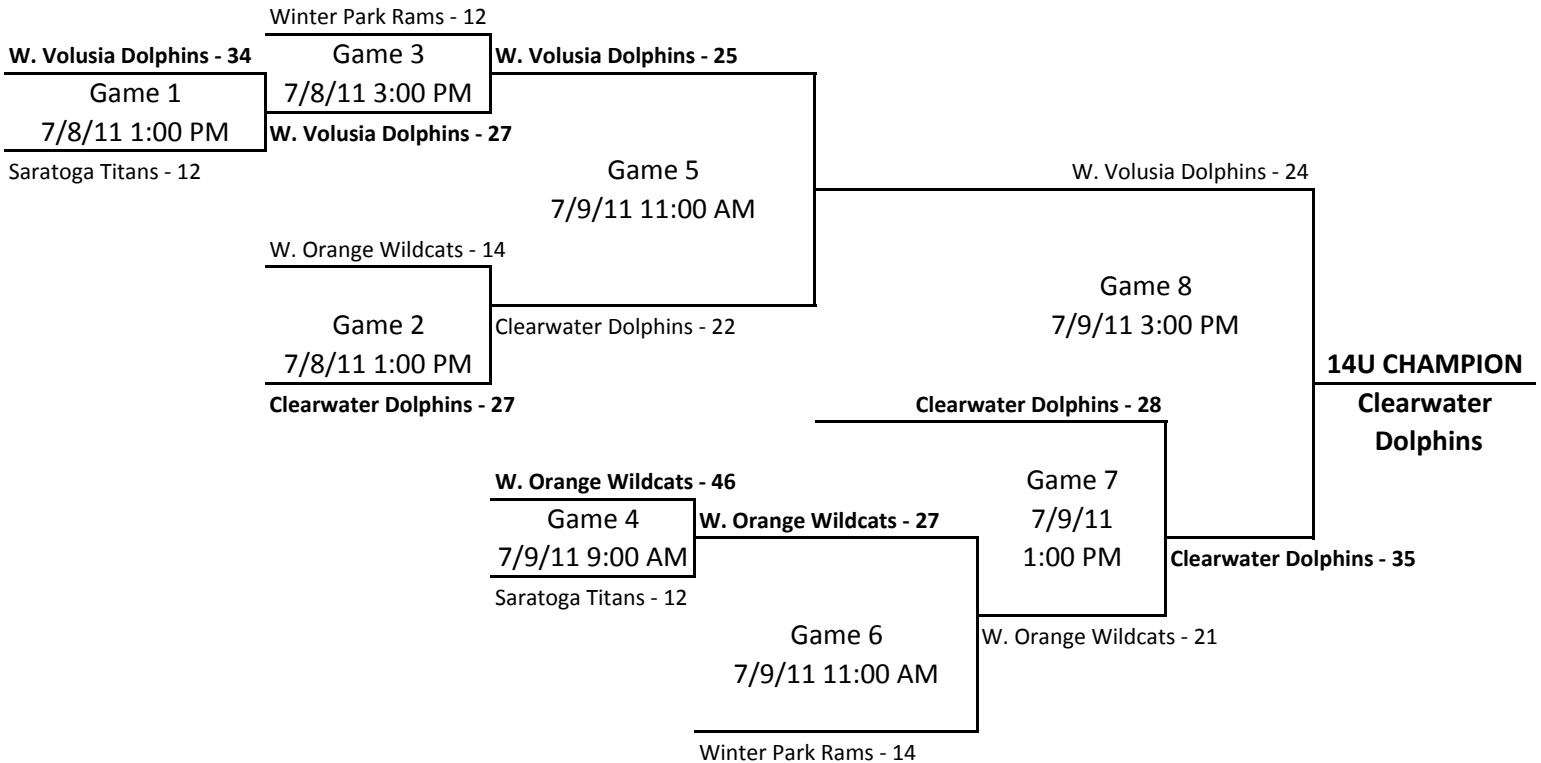 Winter Park Rams - 12
W. Volusia Dolphins - 34
Game 3
W. Volusia Dolphins - 25
Game 1
7/8/11 3:00 PM
7/8/11 1:00 PM
W. Volusia Dolphins - 27
Saratoga Titans - 12
Game 5
W. Volusia Dolphins - 24
7/9/11 11:00 AM
W. Orange Wildcats - 14
Game 8
Game 2
Clearwater Dolphins - 22
7/9/11 3:00 PM
7/8/11 1:00 PM
14U CHAMPION
Clearwater Dolphins - 27
Clearwater Dolphins - 28
Clearwater
Dolphins
W. Orange Wildcats - 46
Game 7
Game 4
W. Orange Wildcats - 27
7/9/11
7/9/11 9:00 AM
1:00 PM
Clearwater Dolphins - 35
Saratoga Titans - 12
Game 6
W. Orange Wildcats - 21
7/9/11 11:00 AM
Winter Park Rams - 14